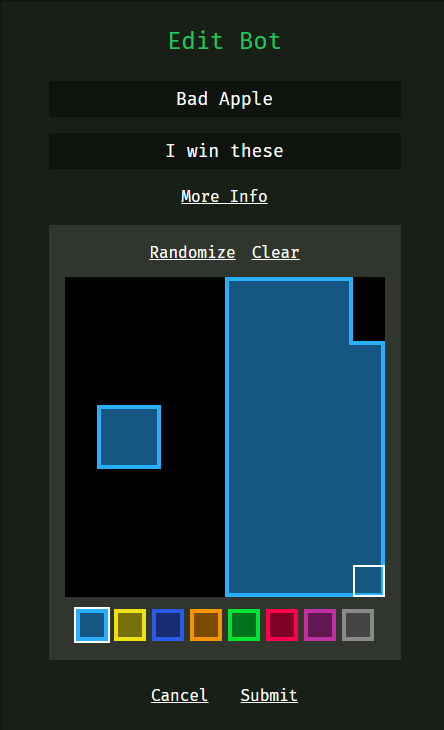 Edit Bot
Bad Apple
I win these
More Info
Randomize Clear
Cancel Submit